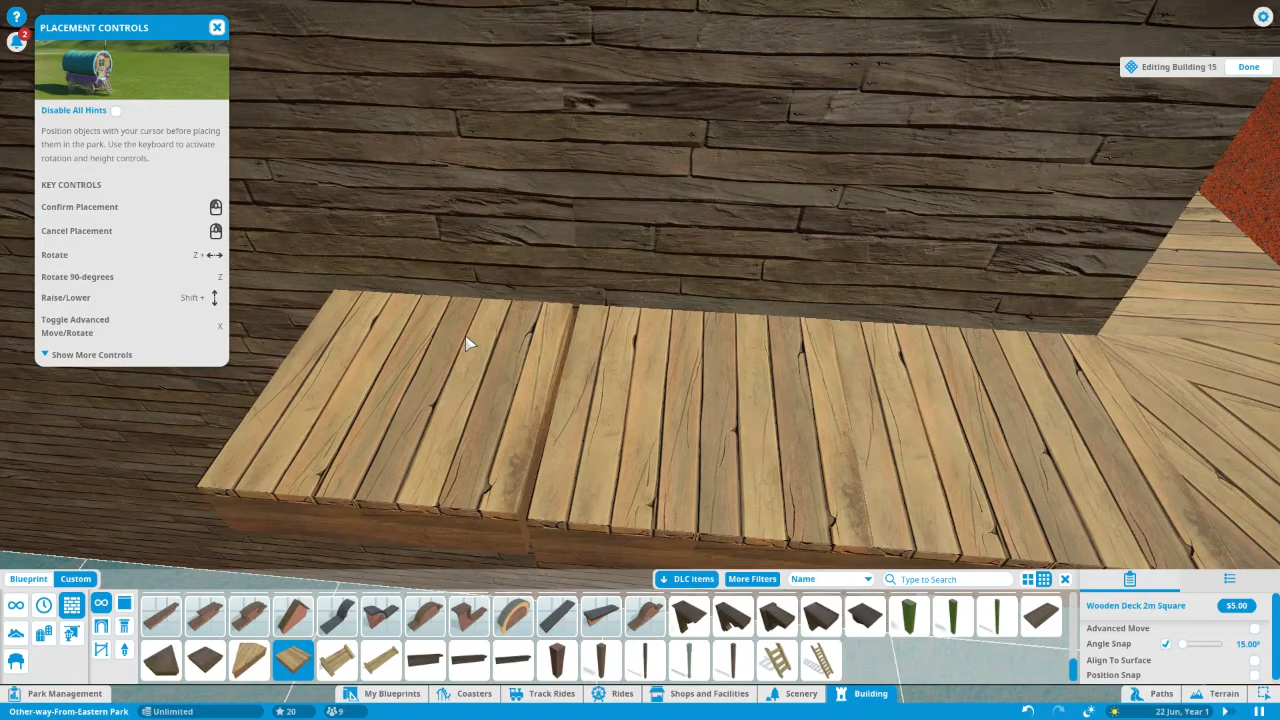 ?
PLACEMENT CONTROLS
2
Disable All Hints
Position objects with your cursor before placing
them in the park. Use the keyboard to activate
rotation and height controls.
KEY CONTROLS
Confirm Placement
Cancel Placement
Rotate Z +
Rotate 90-degrees Z
Raise/Lower Shift +
Toggle Advanced
Move/Rotate X
Show More Controls
Editing Building 15 Done
Blueprint Custom DLC items More Filters Name Type to Search
Wooden Deck 2m Square $5.00
Advanced Move
Angle Snap 15.00°
Align To Surface
Position Snap
Park Management My Blueprints Coasters Track Rides Rides Shops and Facilities Scenery Building Paths Terrain
Other-way-From-Eastern Park Unlimited 20 9 22 Jun, Year 1